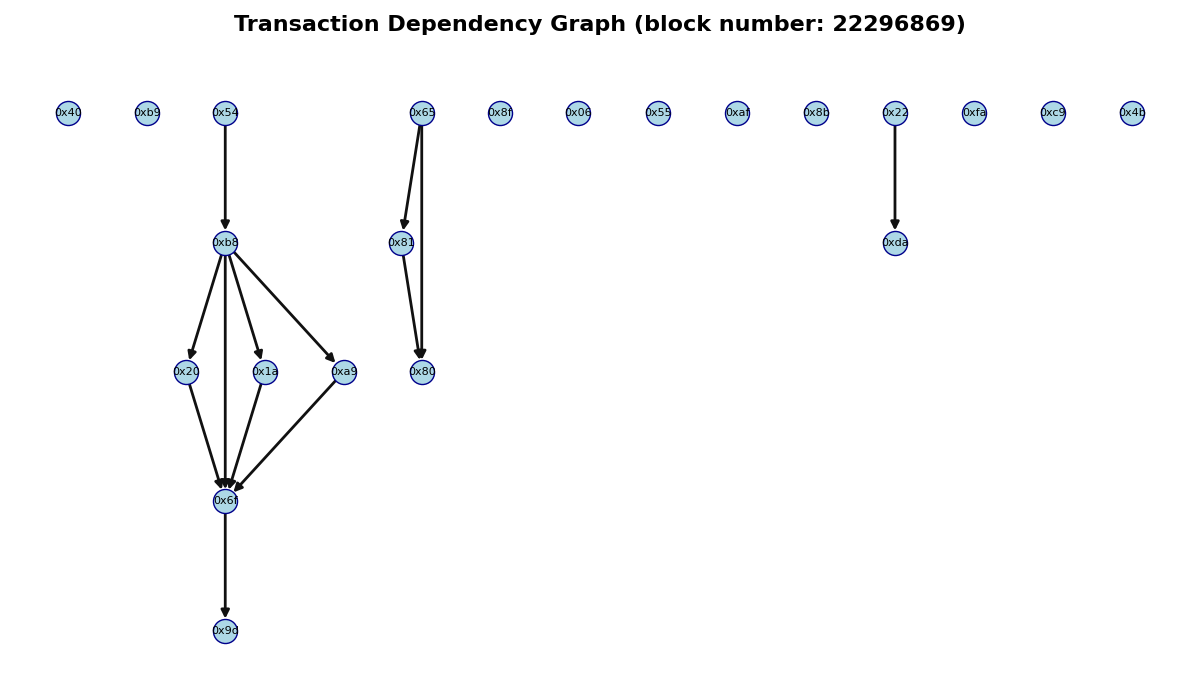 Transaction Dependency Graph (block number: 22296869)
0x40 0xb9 0x54 0x65 0x8f 0x06 0x55 0xaf 0x8b 0x22 0xfa 0xc9 0x4b
0xb8 0x81 0xda
0x20 0x1a 0xa9 0x80
0x6f
0x9d